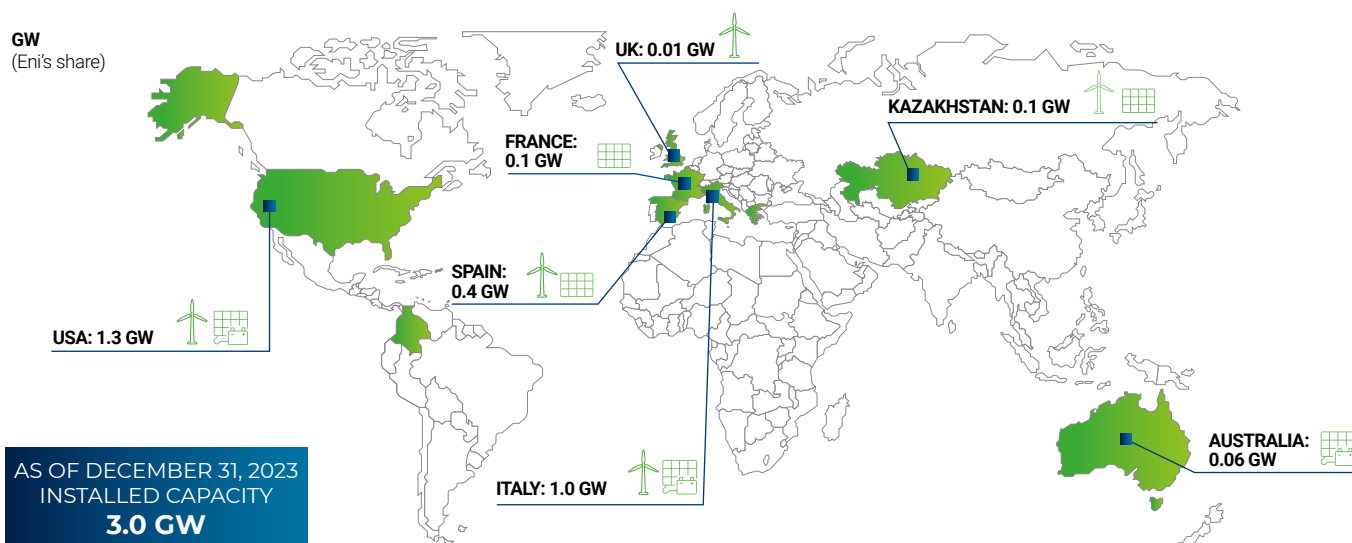 GW
(Eni's share)
UK: 0.01 GW
KAZAKHSTAN: 0.1 GW
FRANCE:
0.1 GW
SPAIN:
0.4 GW
USA: 1.3 GW
AUSTRALIA:
0.06 GW
ITALY: 1.0 GW
AS OF DECEMBER 31, 2023
INSTALLED CAPACITY
3.0 GW